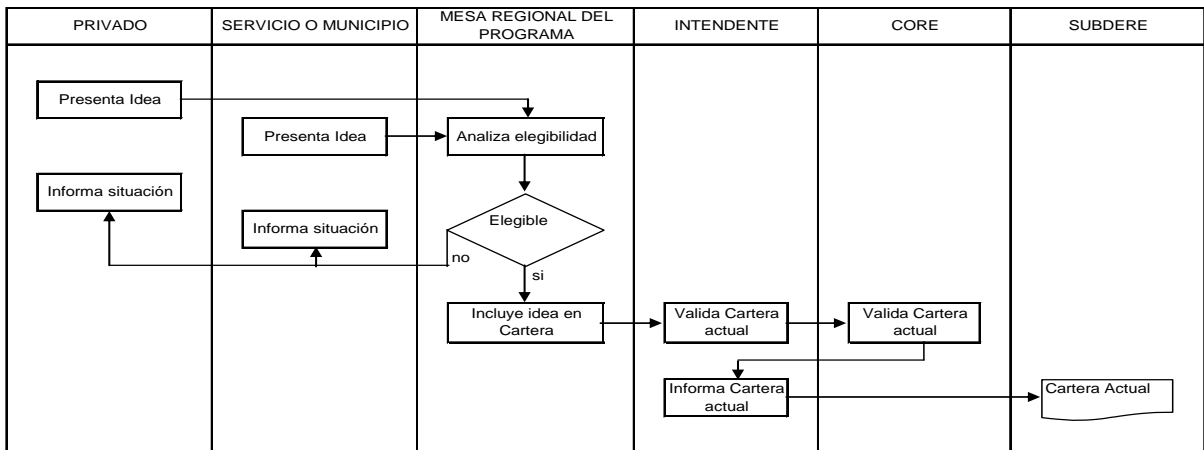 PRIVADO
SERVICIO O MUNICIPIO
MESA REGIONAL DEL
PROGRAMA
INTENDENTE
CORE
SUBDERE
Presenta Idea
Presenta Idea
Analiza elegibilidad
Informa situación
Informa situación
Elegible
no
si
Incluye idea en
Cartera
Valida Cartera
actual
Valida Cartera
actual
Informa Cartera
actual
Cartera Actual